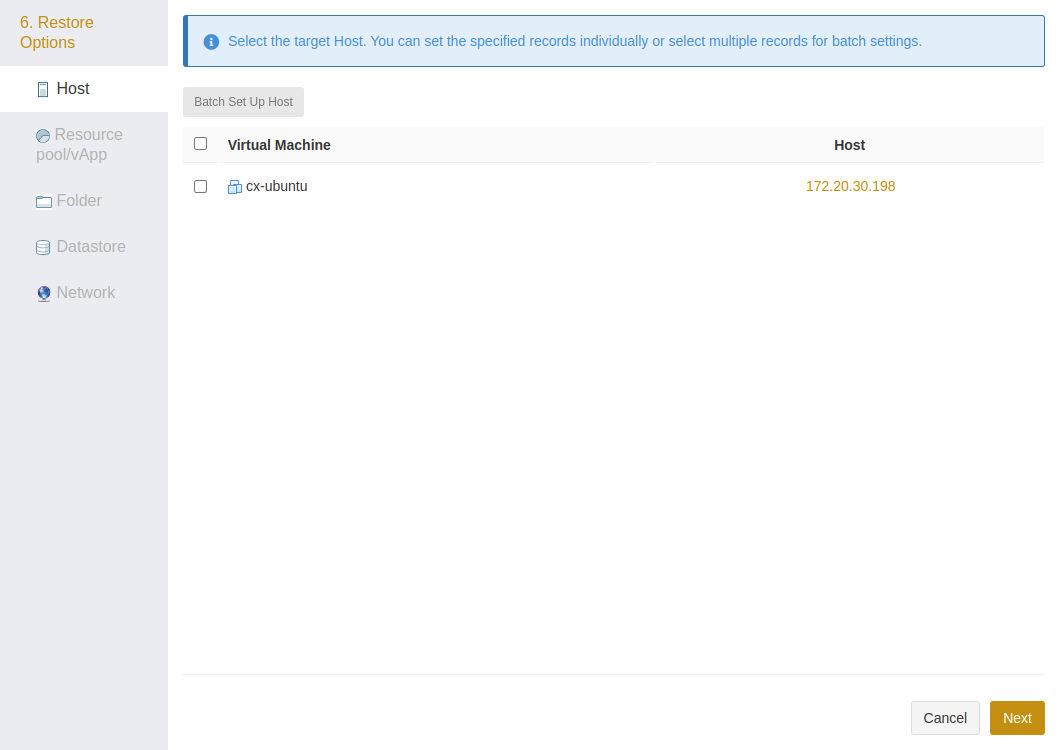 6. Restore
Options
Host
Resource
pool/vApp
Folder
Datastore
Network
Select the target Host. You can set the specified records individually or select multiple records for batch settings.
Batch Set Up Host
Virtual Machine Host
cx-ubuntu 172.20.30.198
Cancel Next